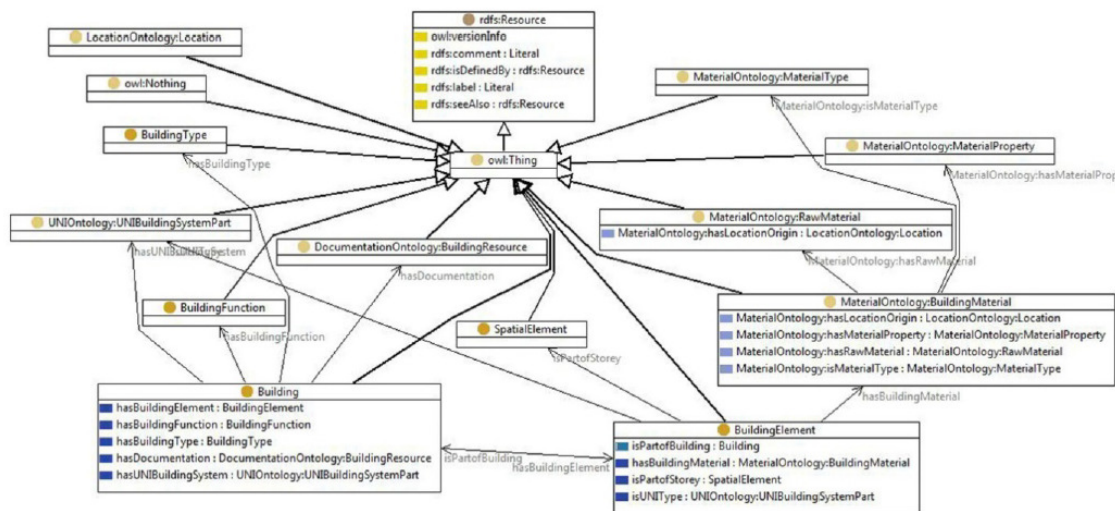 rdfs:Resource
owl:versionInfo
rdfs:comment : Literal
rdfs:isDefinedBy : rdfs:Resource
rdfs:label : Literal
rdfs:seeAlso : rdfs:Resource
LocationOntology:Location
owl:Nothing
BuildingType
hasBuildingType
owl:Thing
MaterialOntology:MaterialType
MaterialOntology:isMaterialType
MaterialOntology:MaterialProperty
MaterialOntology:hasMaterialProp
UNIOntology:UNIBuildingSystemPart
hasUNIBuildingSystem
DocumentationOntology:BuildingResource
hasDocumentation
MaterialOntology:RawMaterial
MaterialOntology:hasLocationOrigin : LocationOntology:Location
MaterialOntology:hasRawMaterial
BuildingFunction
hasBuildingFunction
SpatialElement
isPartofStorey
MaterialOntology:BuildingMaterial
MaterialOntology:hasLocationOrigin : LocationOntology:Location
MaterialOntology:hasMaterialProperty : MaterialOntology:MaterialProperty
MaterialOntology:hasRawMaterial : MaterialOntology:RawMaterial
MaterialOntology:isMaterialType : MaterialOntology:MaterialType
hasBuildingMaterial
Building
hasBuildingElement : BuildingElement
hasBuildingFunction : BuildingFunction
hasBuildingType : BuildingType
hasDocumentation : DocumentationOntology:BuildingResource
hasUNIBuildingSystem : UNIOntology:UNIBuildingSystemPart
isPartofBuilding
hasBuildingElement
BuildingElement
isPartofBuilding : Building
hasBuildingMaterial : MaterialOntology:BuildingMaterial
isPartofStorey : SpatialElement
isUNIType : UNIOntology:UNIBuildingSystemPart